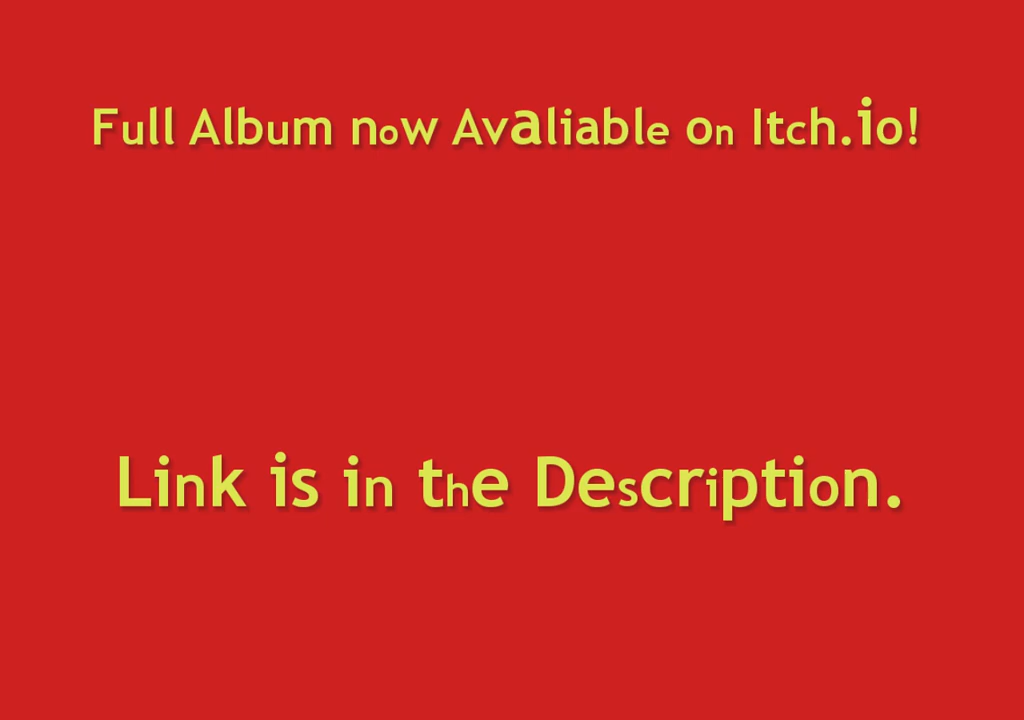 Full Album now Avaliable on Itch.io!
Link is in the Description.